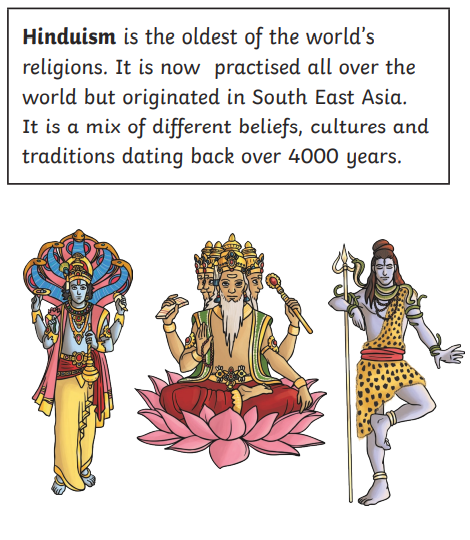 Hinduism is the oldest of the world's
religions. It is now practised all over the
world but originated in South East Asia.
It is a mix of different beliefs, cultures and
traditions dating back over 4000 years.